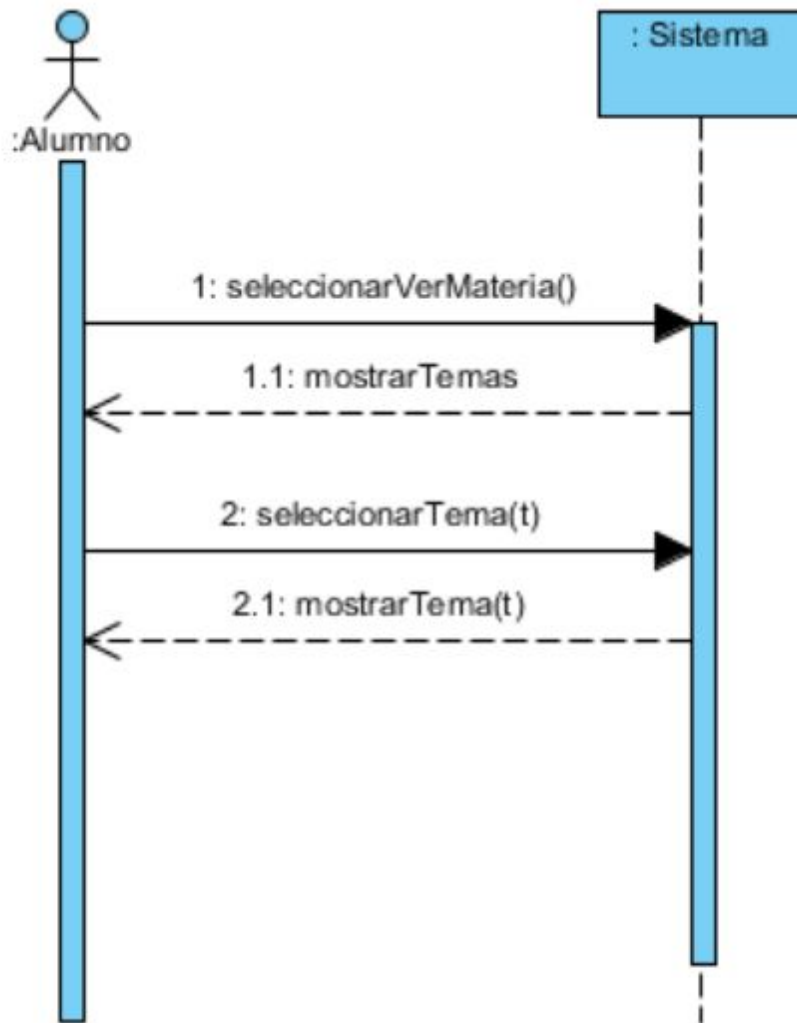 : Sistema
:Alumno
1: seleccionarVerMateria()
1.1: mostrarTemas
2: seleccionarTema(t)
2.1: mostrarTema(t)